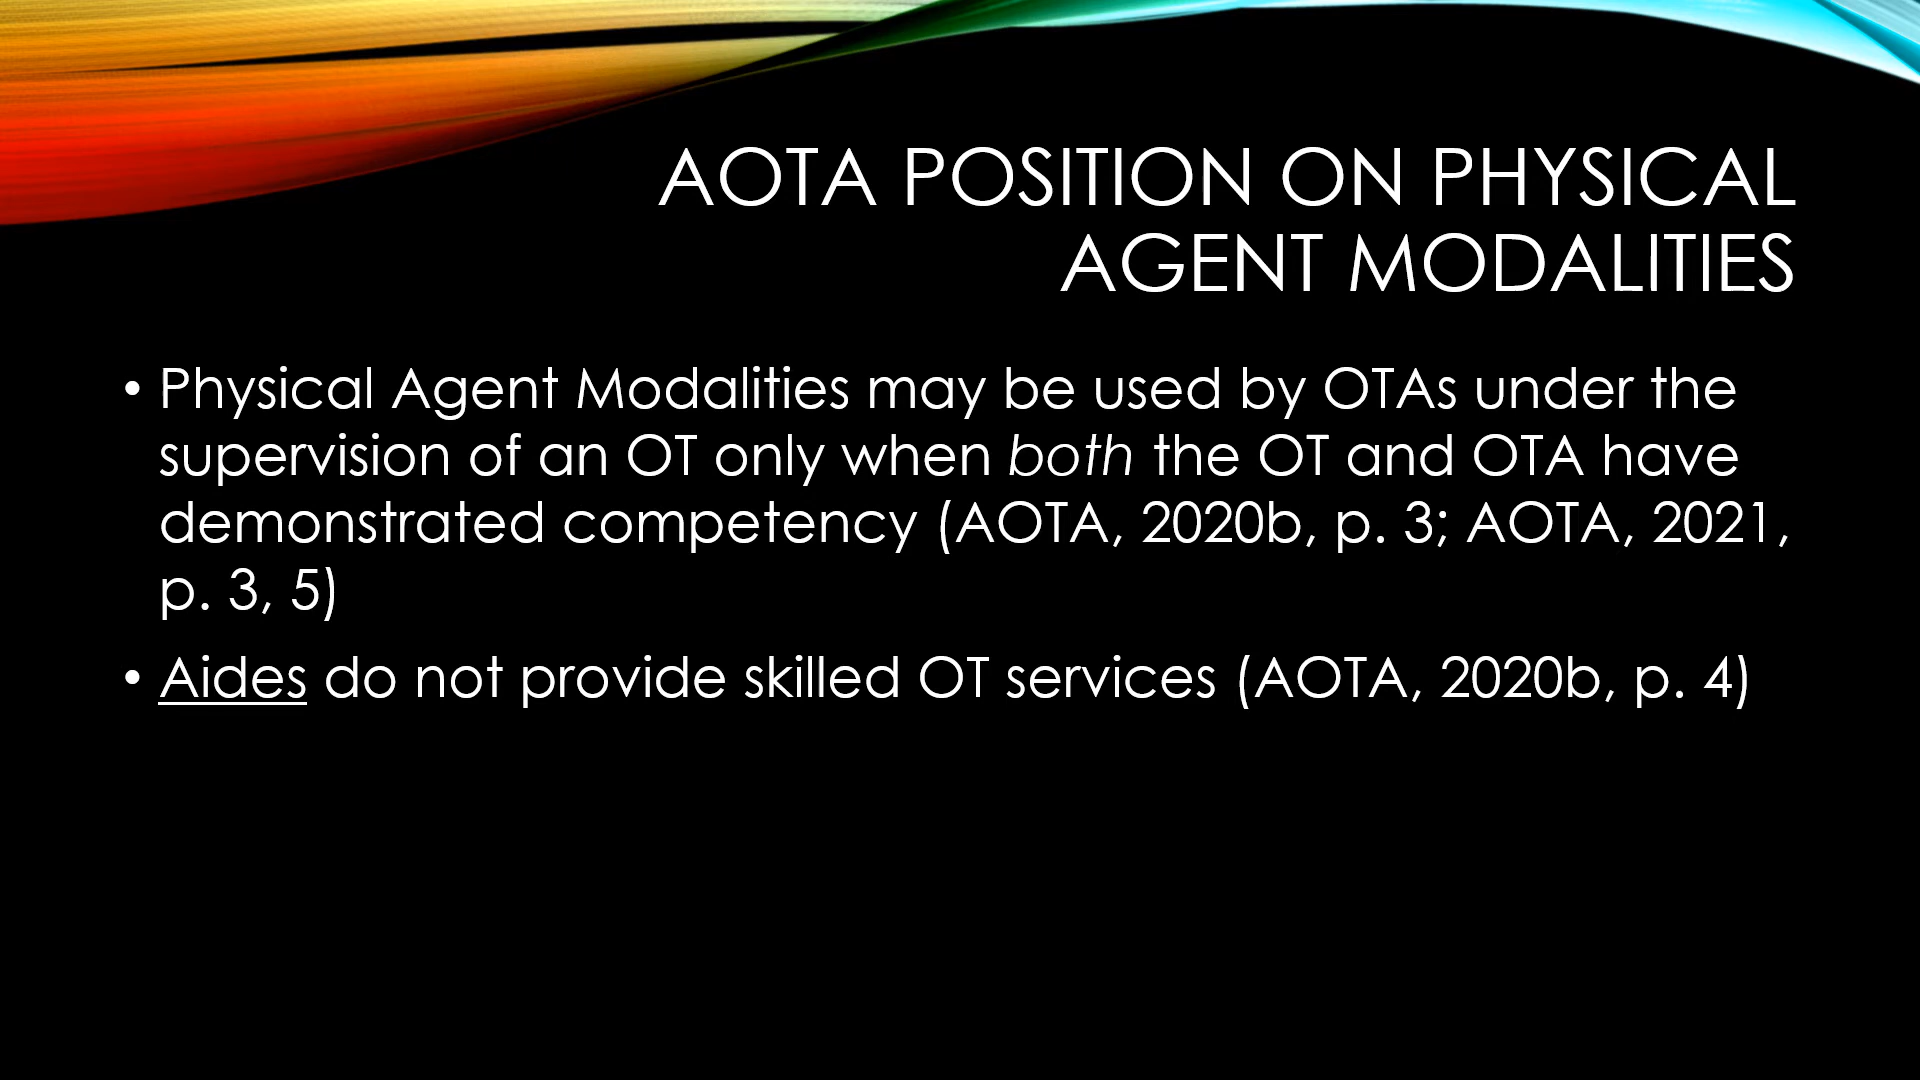 AOTA POSITION ON PHYSICAL
AGENT MODALITIES
• Physical Agent Modalities may be used by OTAs under the
supervision of an OT only when both the OT and OTA have
demonstrated competency (AOTA, 2020b, p. 3; AOTA, 2021,
p. 3, 5)
• Aides do not provide skilled OT services (AOTA, 2020b, p. 4)